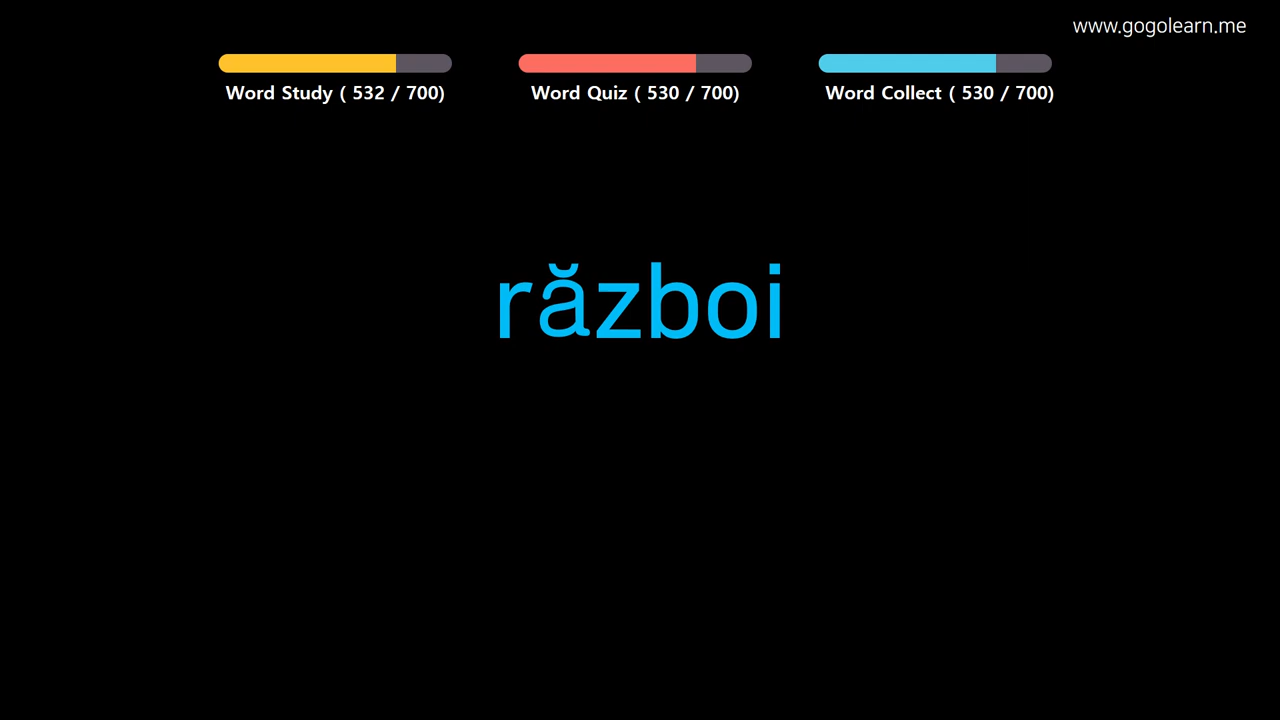 www.gogolearn.me
Word Study ( 532 / 700)
Word Quiz ( 530 / 700)
Word Collect ( 530 / 700)
război